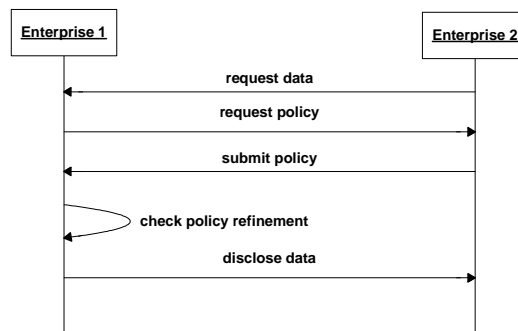 Enterprise 1
Enterprise 2
request data
request policy
submit policy
check policy refinement
disclose data